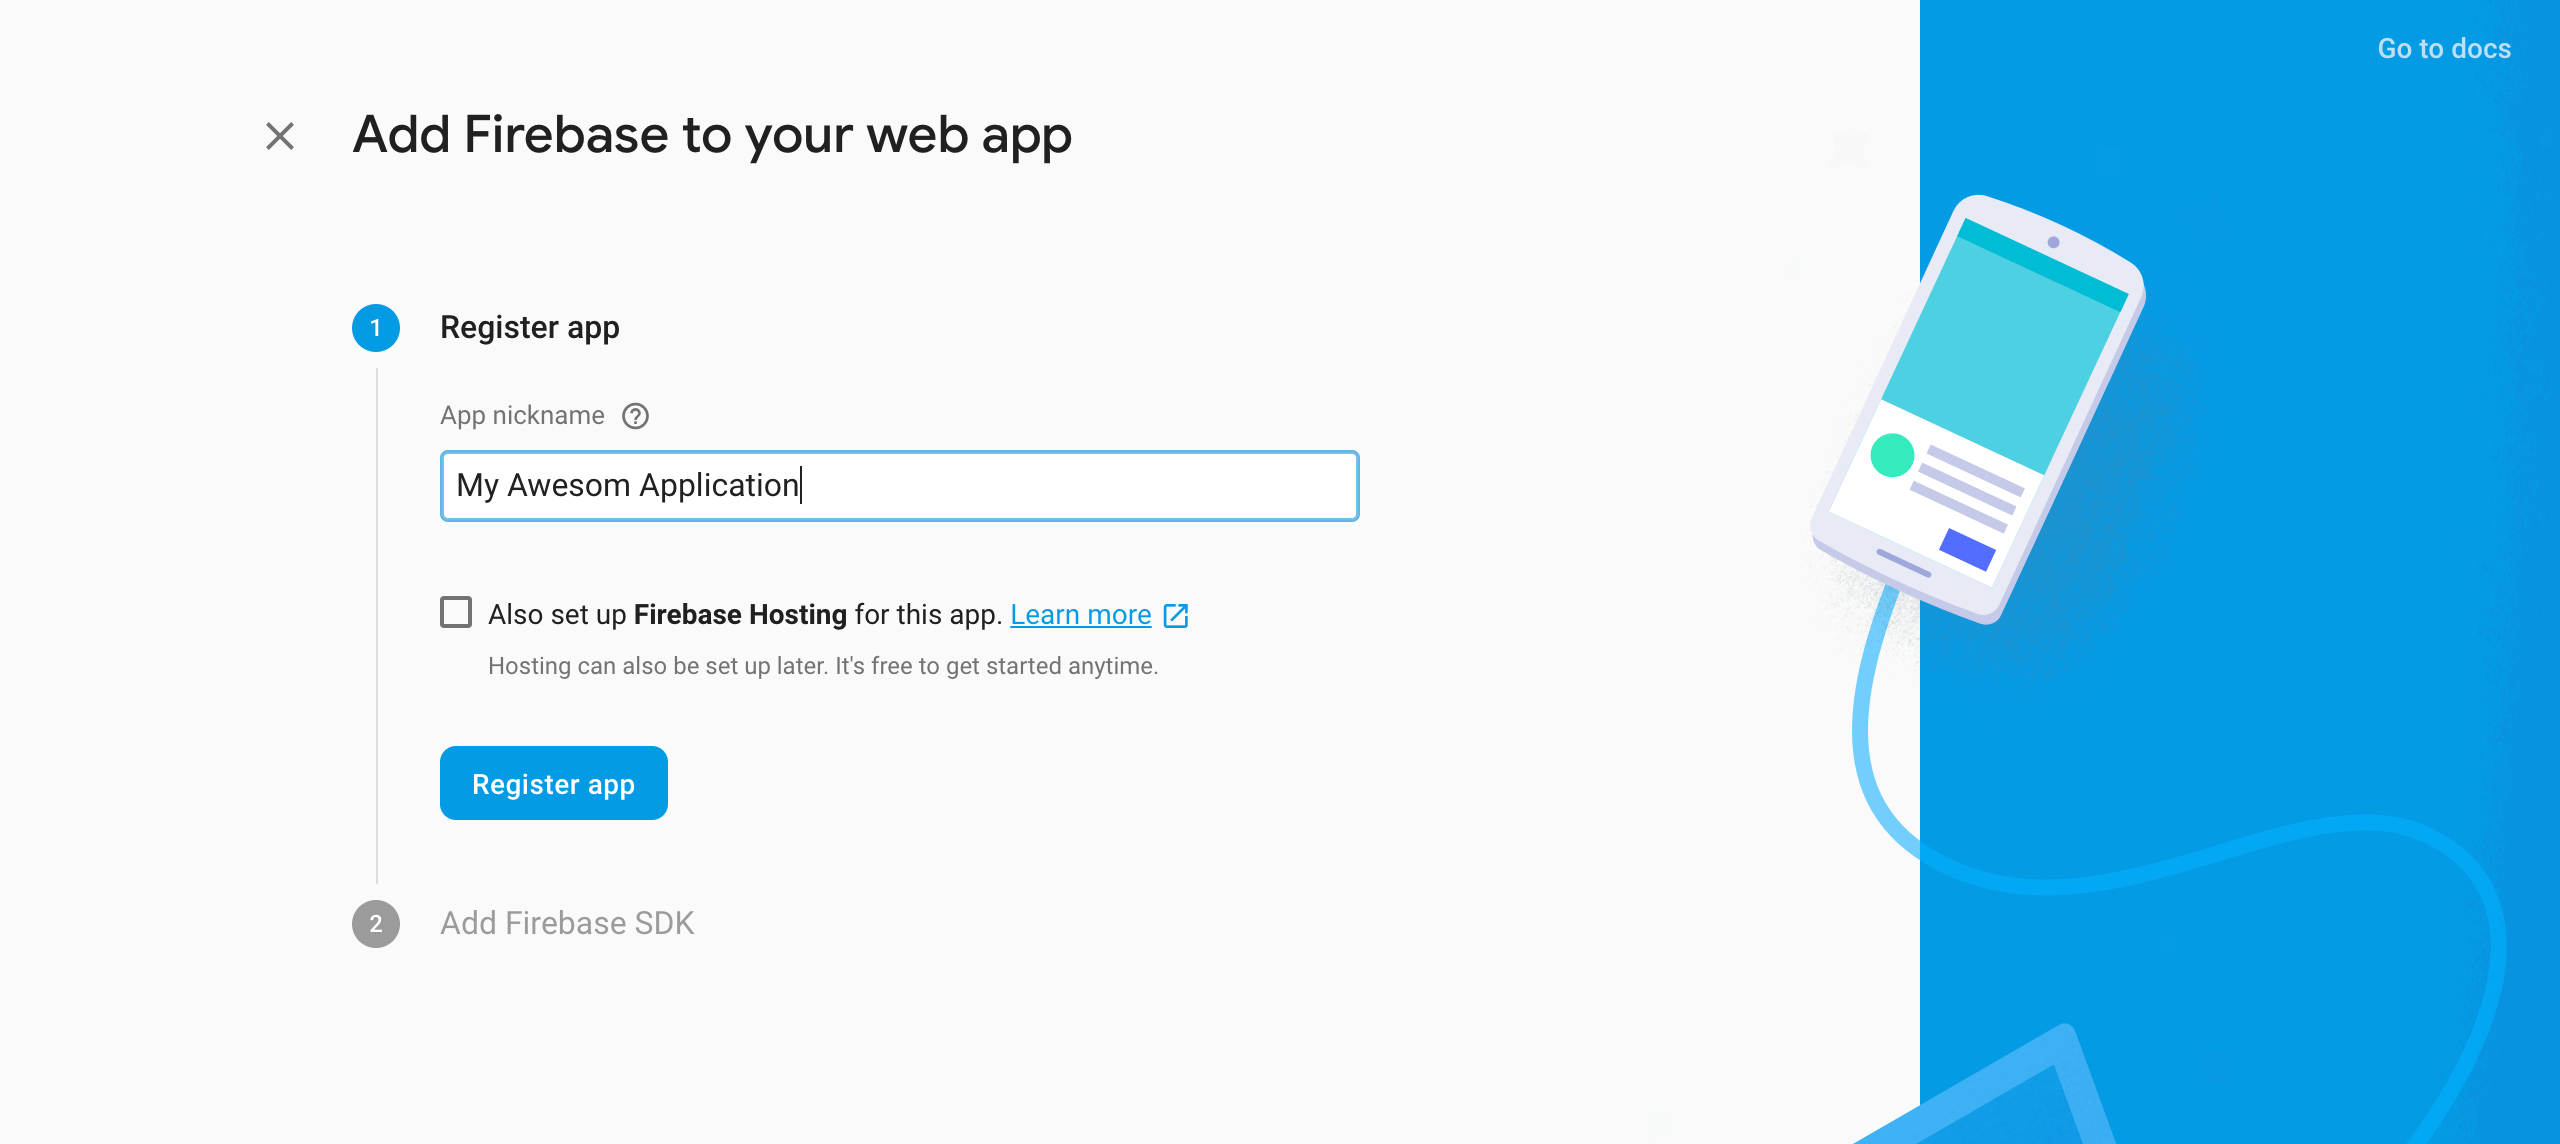 Go to docs
Add Firebase to your web app
1 Register app
App nickname
My Awesom Application
Also set up Firebase Hosting for this app. Learn more
Hosting can also be set up later. It's free to get started anytime.
Register app
2 Add Firebase SDK